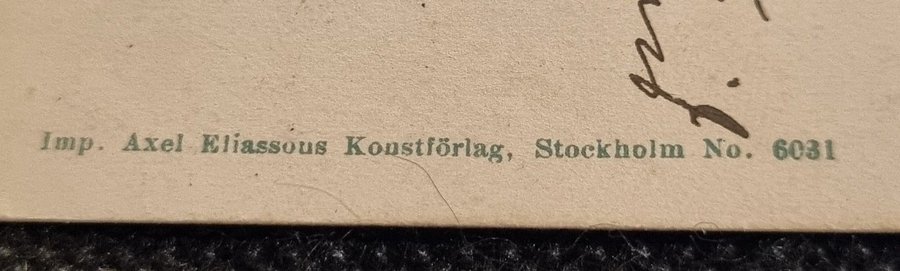 Imp. Axel Eliassons Konstförlag, Stockholm No. 6031